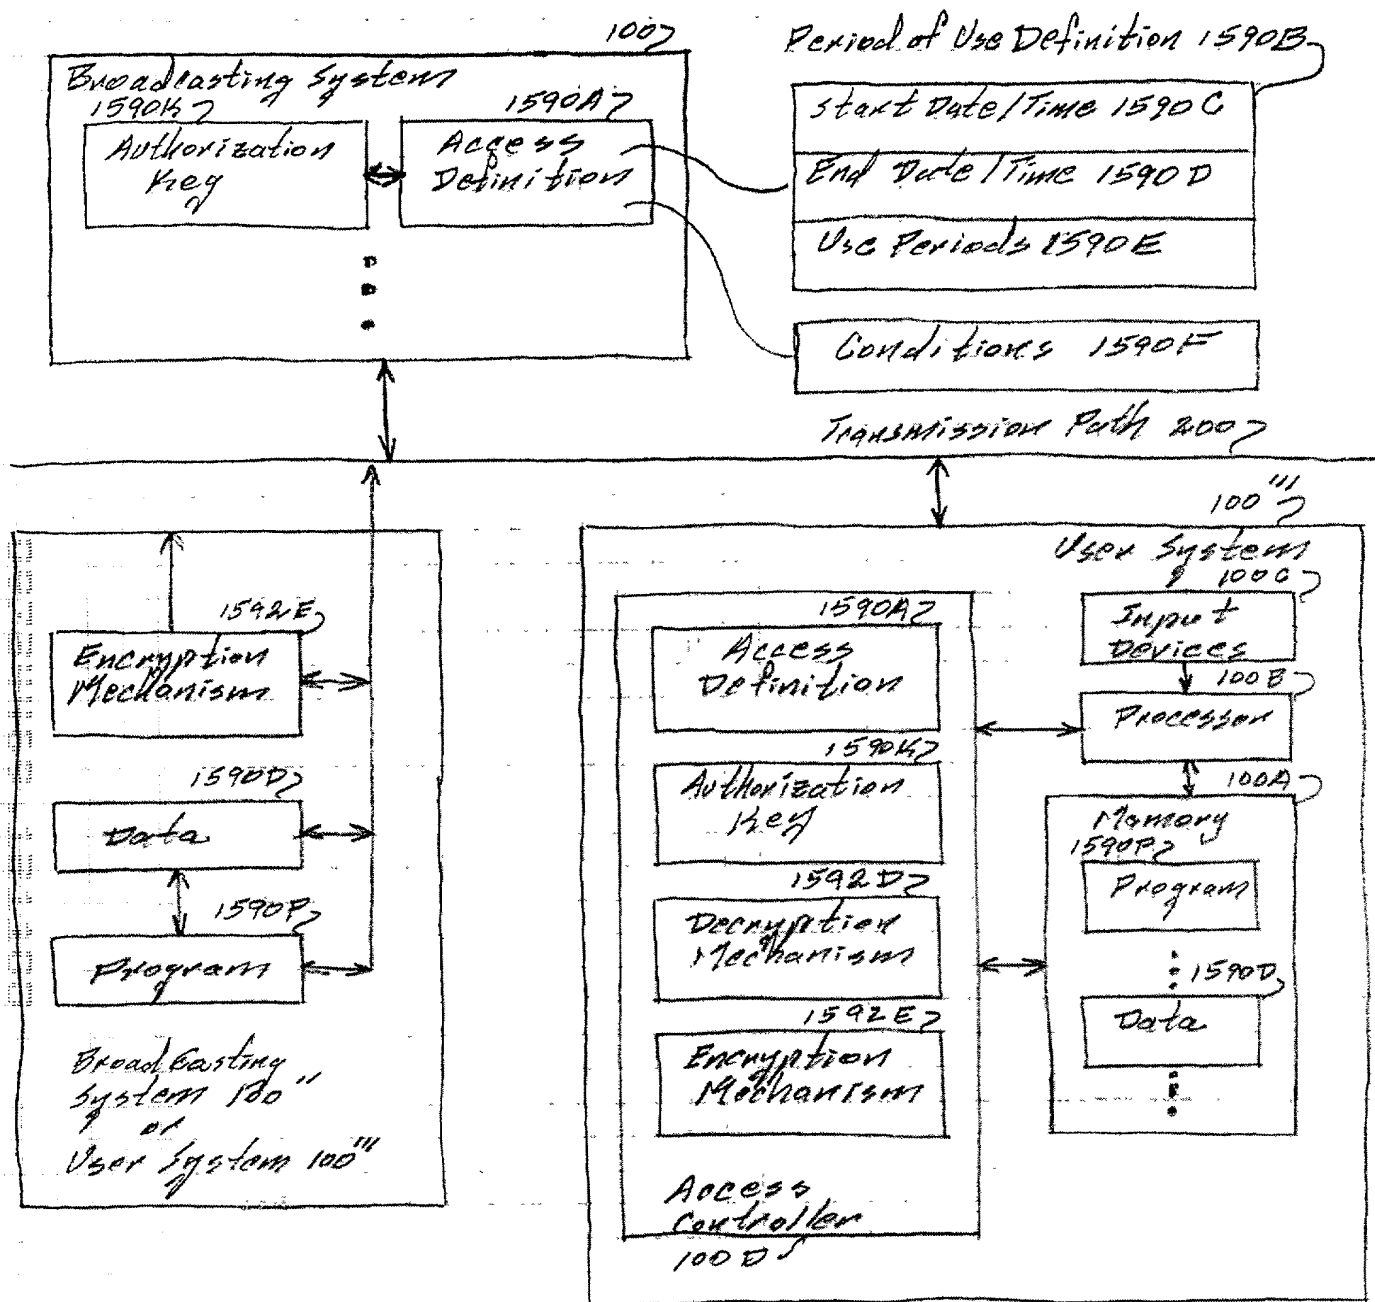 100
Broadcasting System
1590K
Authorization
Key
1590A
Access
Definition
Period of Use Definition 1590B
Start Date/Time 1590C
End Date/Time 1590D
Use Periods 1590E
Conditions 1590F
Transmission Path 200
1592E
Encryption
Mechanism
1590D
Data
1590P
Program
BroadCasting
System 100''
or
User System 100'''
100'''
User System
1590A
Access
Definition
1590K
Authorization
Key
1592D
Decryption
Mechanism
1592E
Encryption
Mechanism
Access
Controller
100D
100C
Input
Devices
100B
Processor
100A
Memory
1590P
Program
1590D
Data